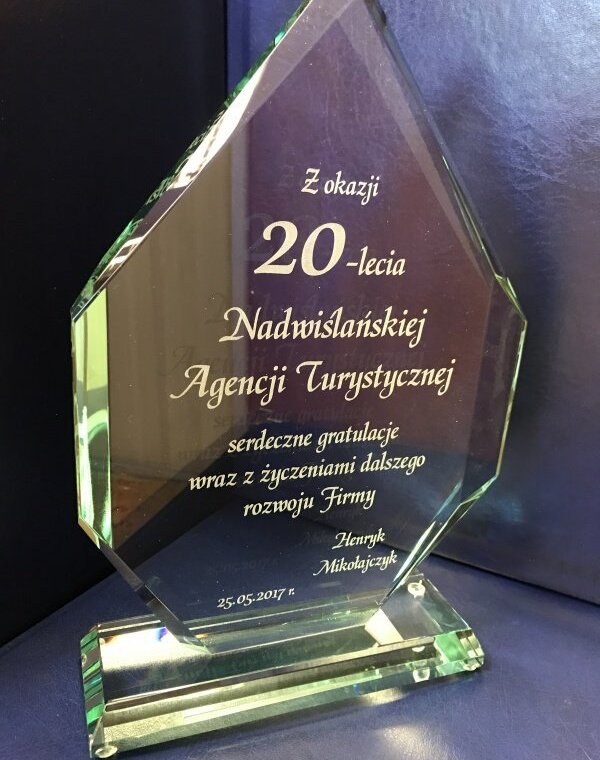 Z okazji
20-lecia
Nadwiślańskiej
Agencji Turystycznej
serdeczne gratulacje
wraz z życzeniami dalszego
rozwoju Firmy
Henryk
Mikołajczyk
25.05.2017 r.